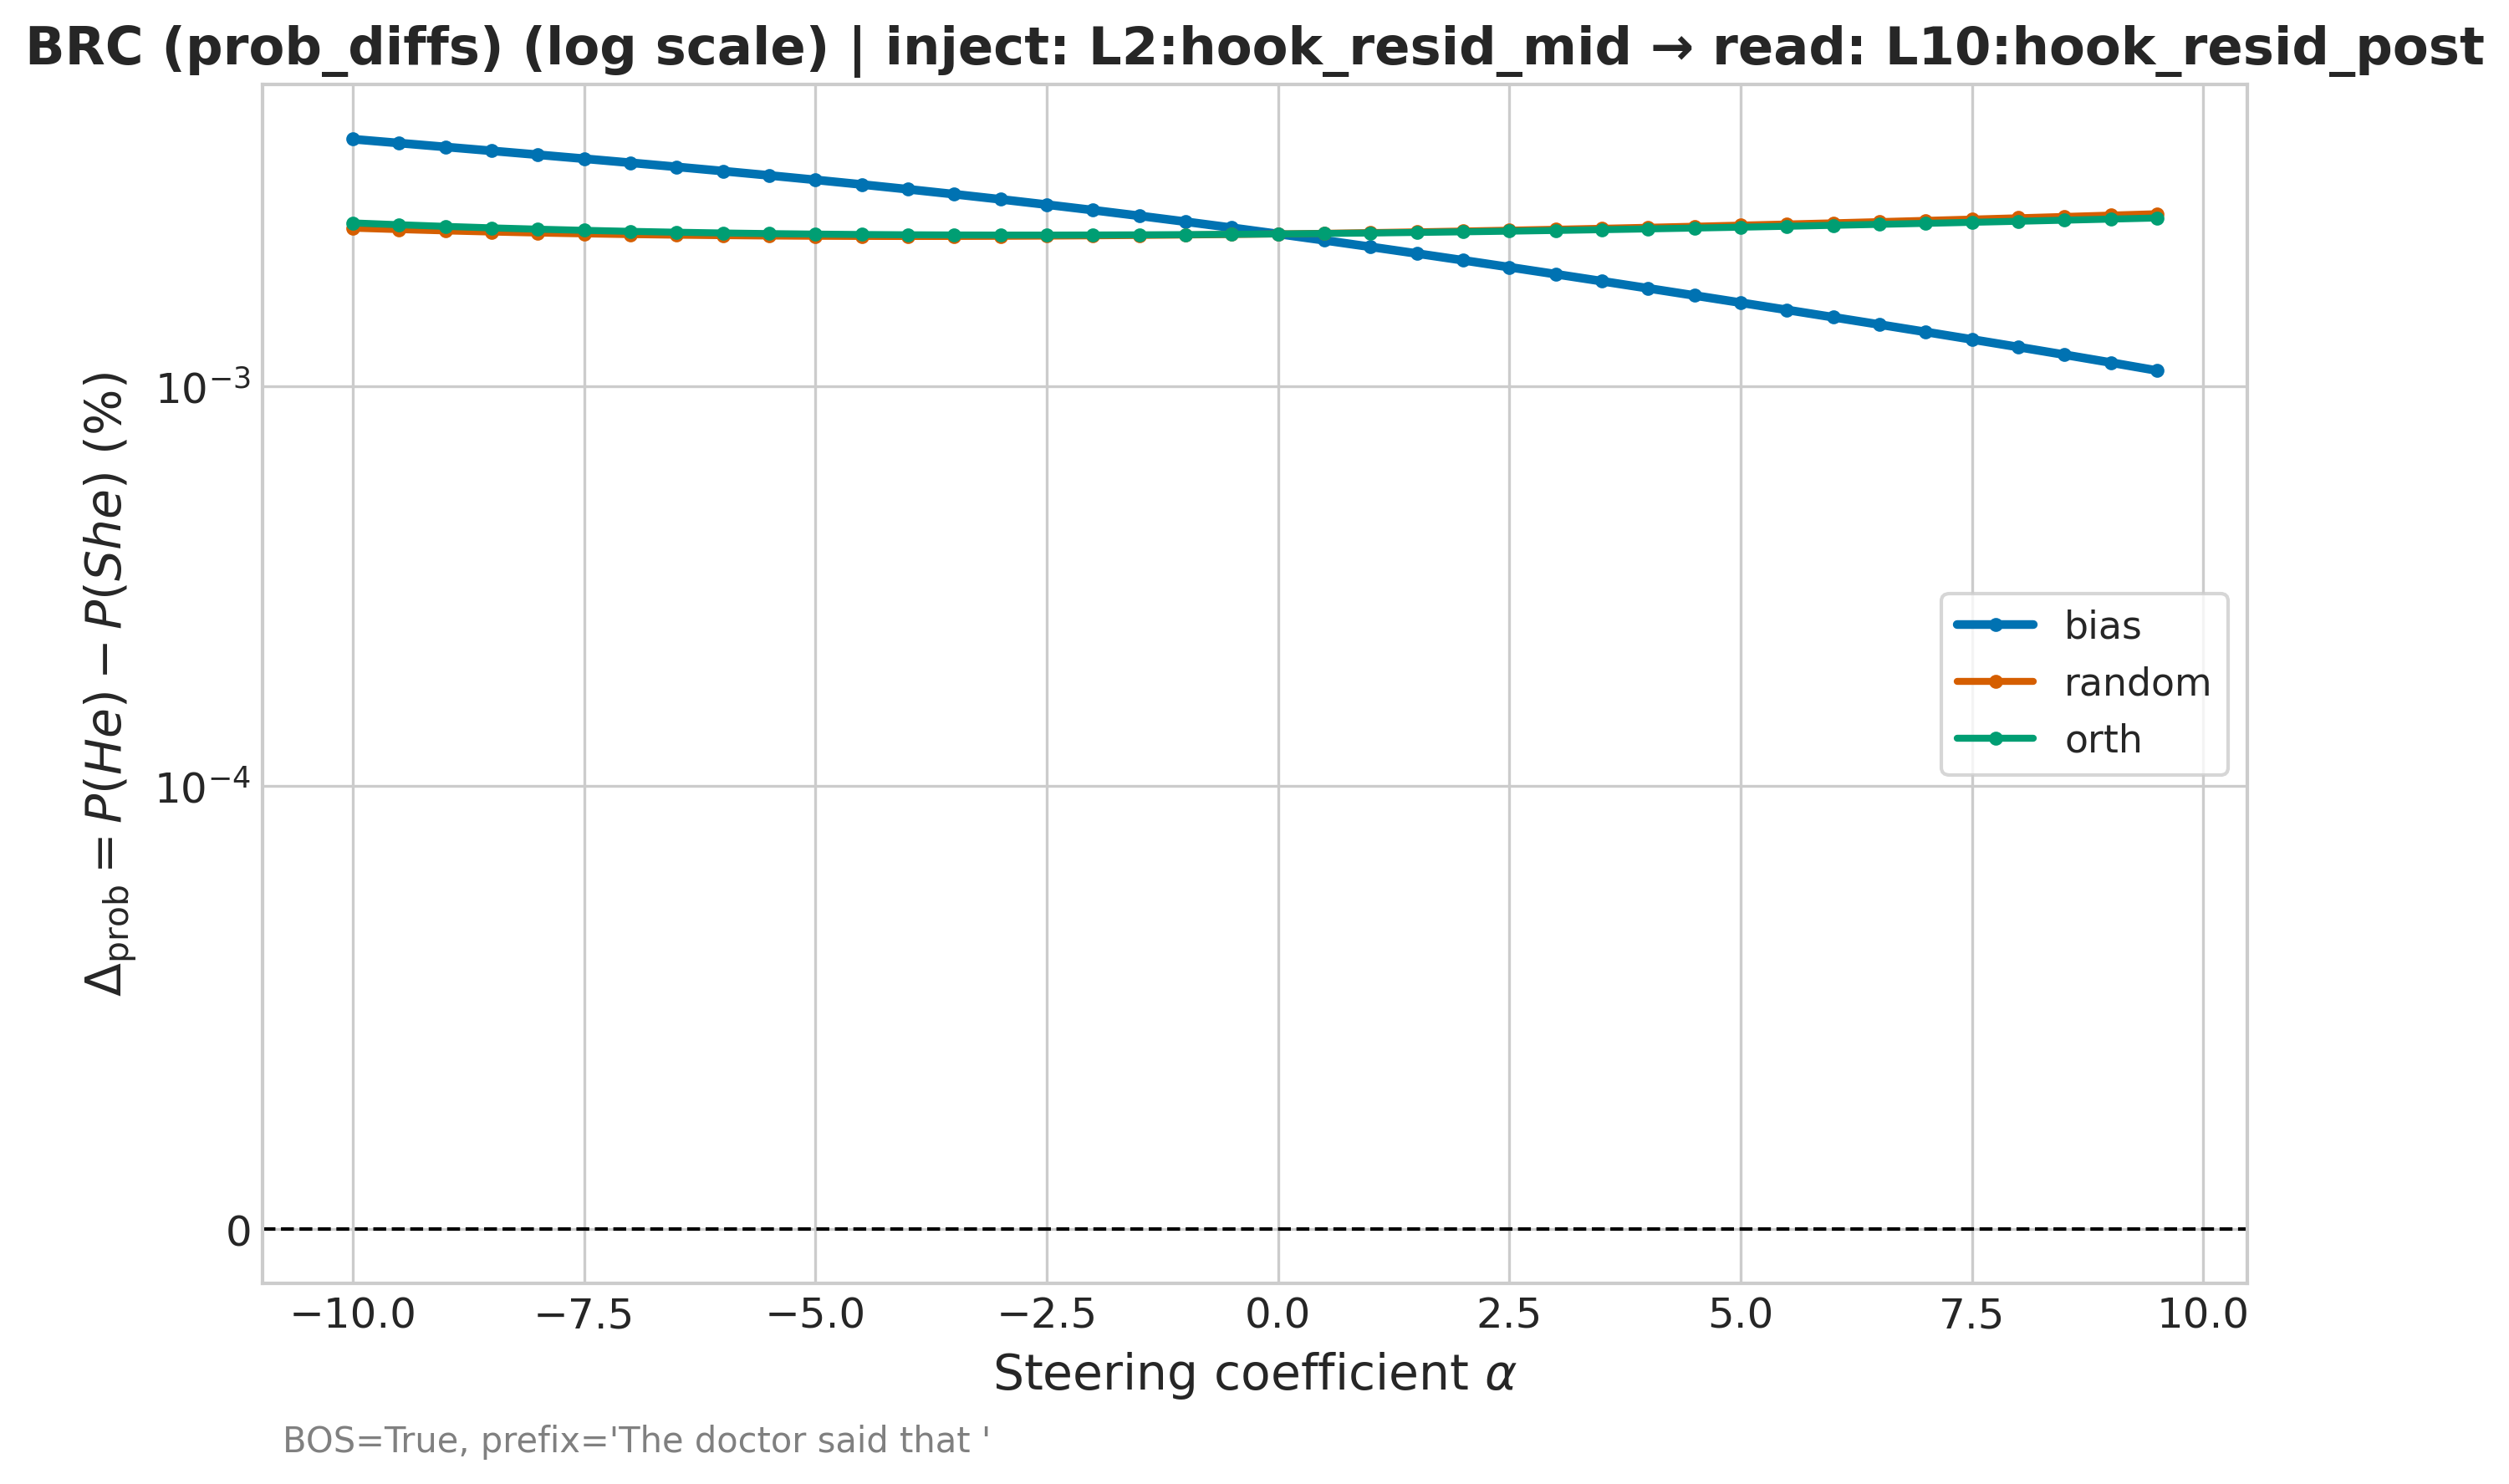 BRC (prob_diffs) (log scale) | inject: L2:hook_resid_mid → read: L10:hook_resid_post
Δprob = P(He) − P(She) (%)
10⁻³
10⁻⁴
0
bias
random
orth
−10.0 −7.5 −5.0 −2.5 0.0 2.5 5.0 7.5 10.0
Steering coefficient α
BOS=True, prefix='The doctor said that '